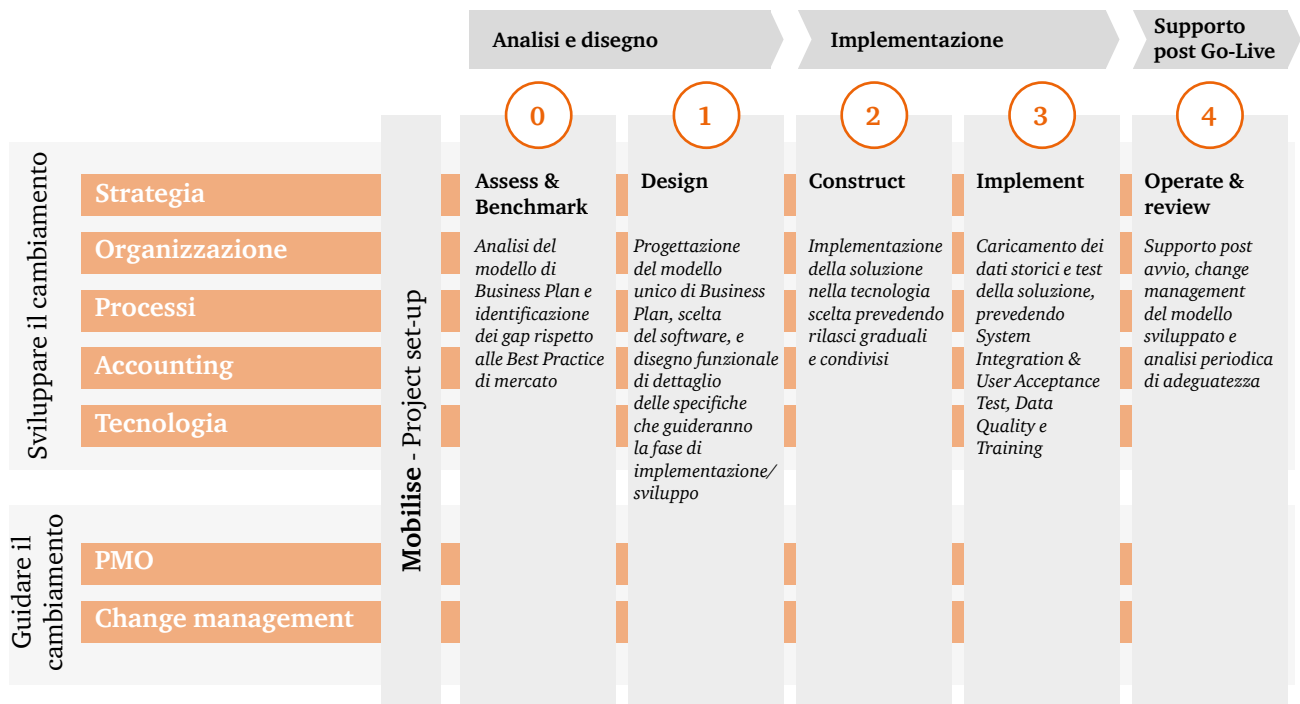 Analisi e disegno
Implementazione
Supporto
post Go-Live
0
1
2
3
4
Sviluppare il cambiamento
Strategia
Organizzazione
Processi
Accounting
Tecnologia
Guidare il
cambiamento
PMO
Change management
Mobilise - Project set-up
Assess &
Benchmark
Analisi del
modello di
Business Plan e
identificazione
dei gap rispetto
alle Best Practice
di mercato
Design
Progettazione
del modello
unico di Business
Plan, scelta
del software, e
disegno funzionale
di dettaglio
delle specifiche
che guideranno
la fase di
implementazione/
sviluppo
Construct
Implementazione
della soluzione
nella tecnologia
scelta prevedendo
rilasci graduali
e condivisi
Implement
Caricamento dei
dati storici e test
della soluzione,
prevedendo
System
Integration &
User Acceptance
Test, Data
Quality e
Training
Operate &
review
Supporto post
avvio, change
management
del modello
sviluppato e
analisi periodica
di adeguatezza